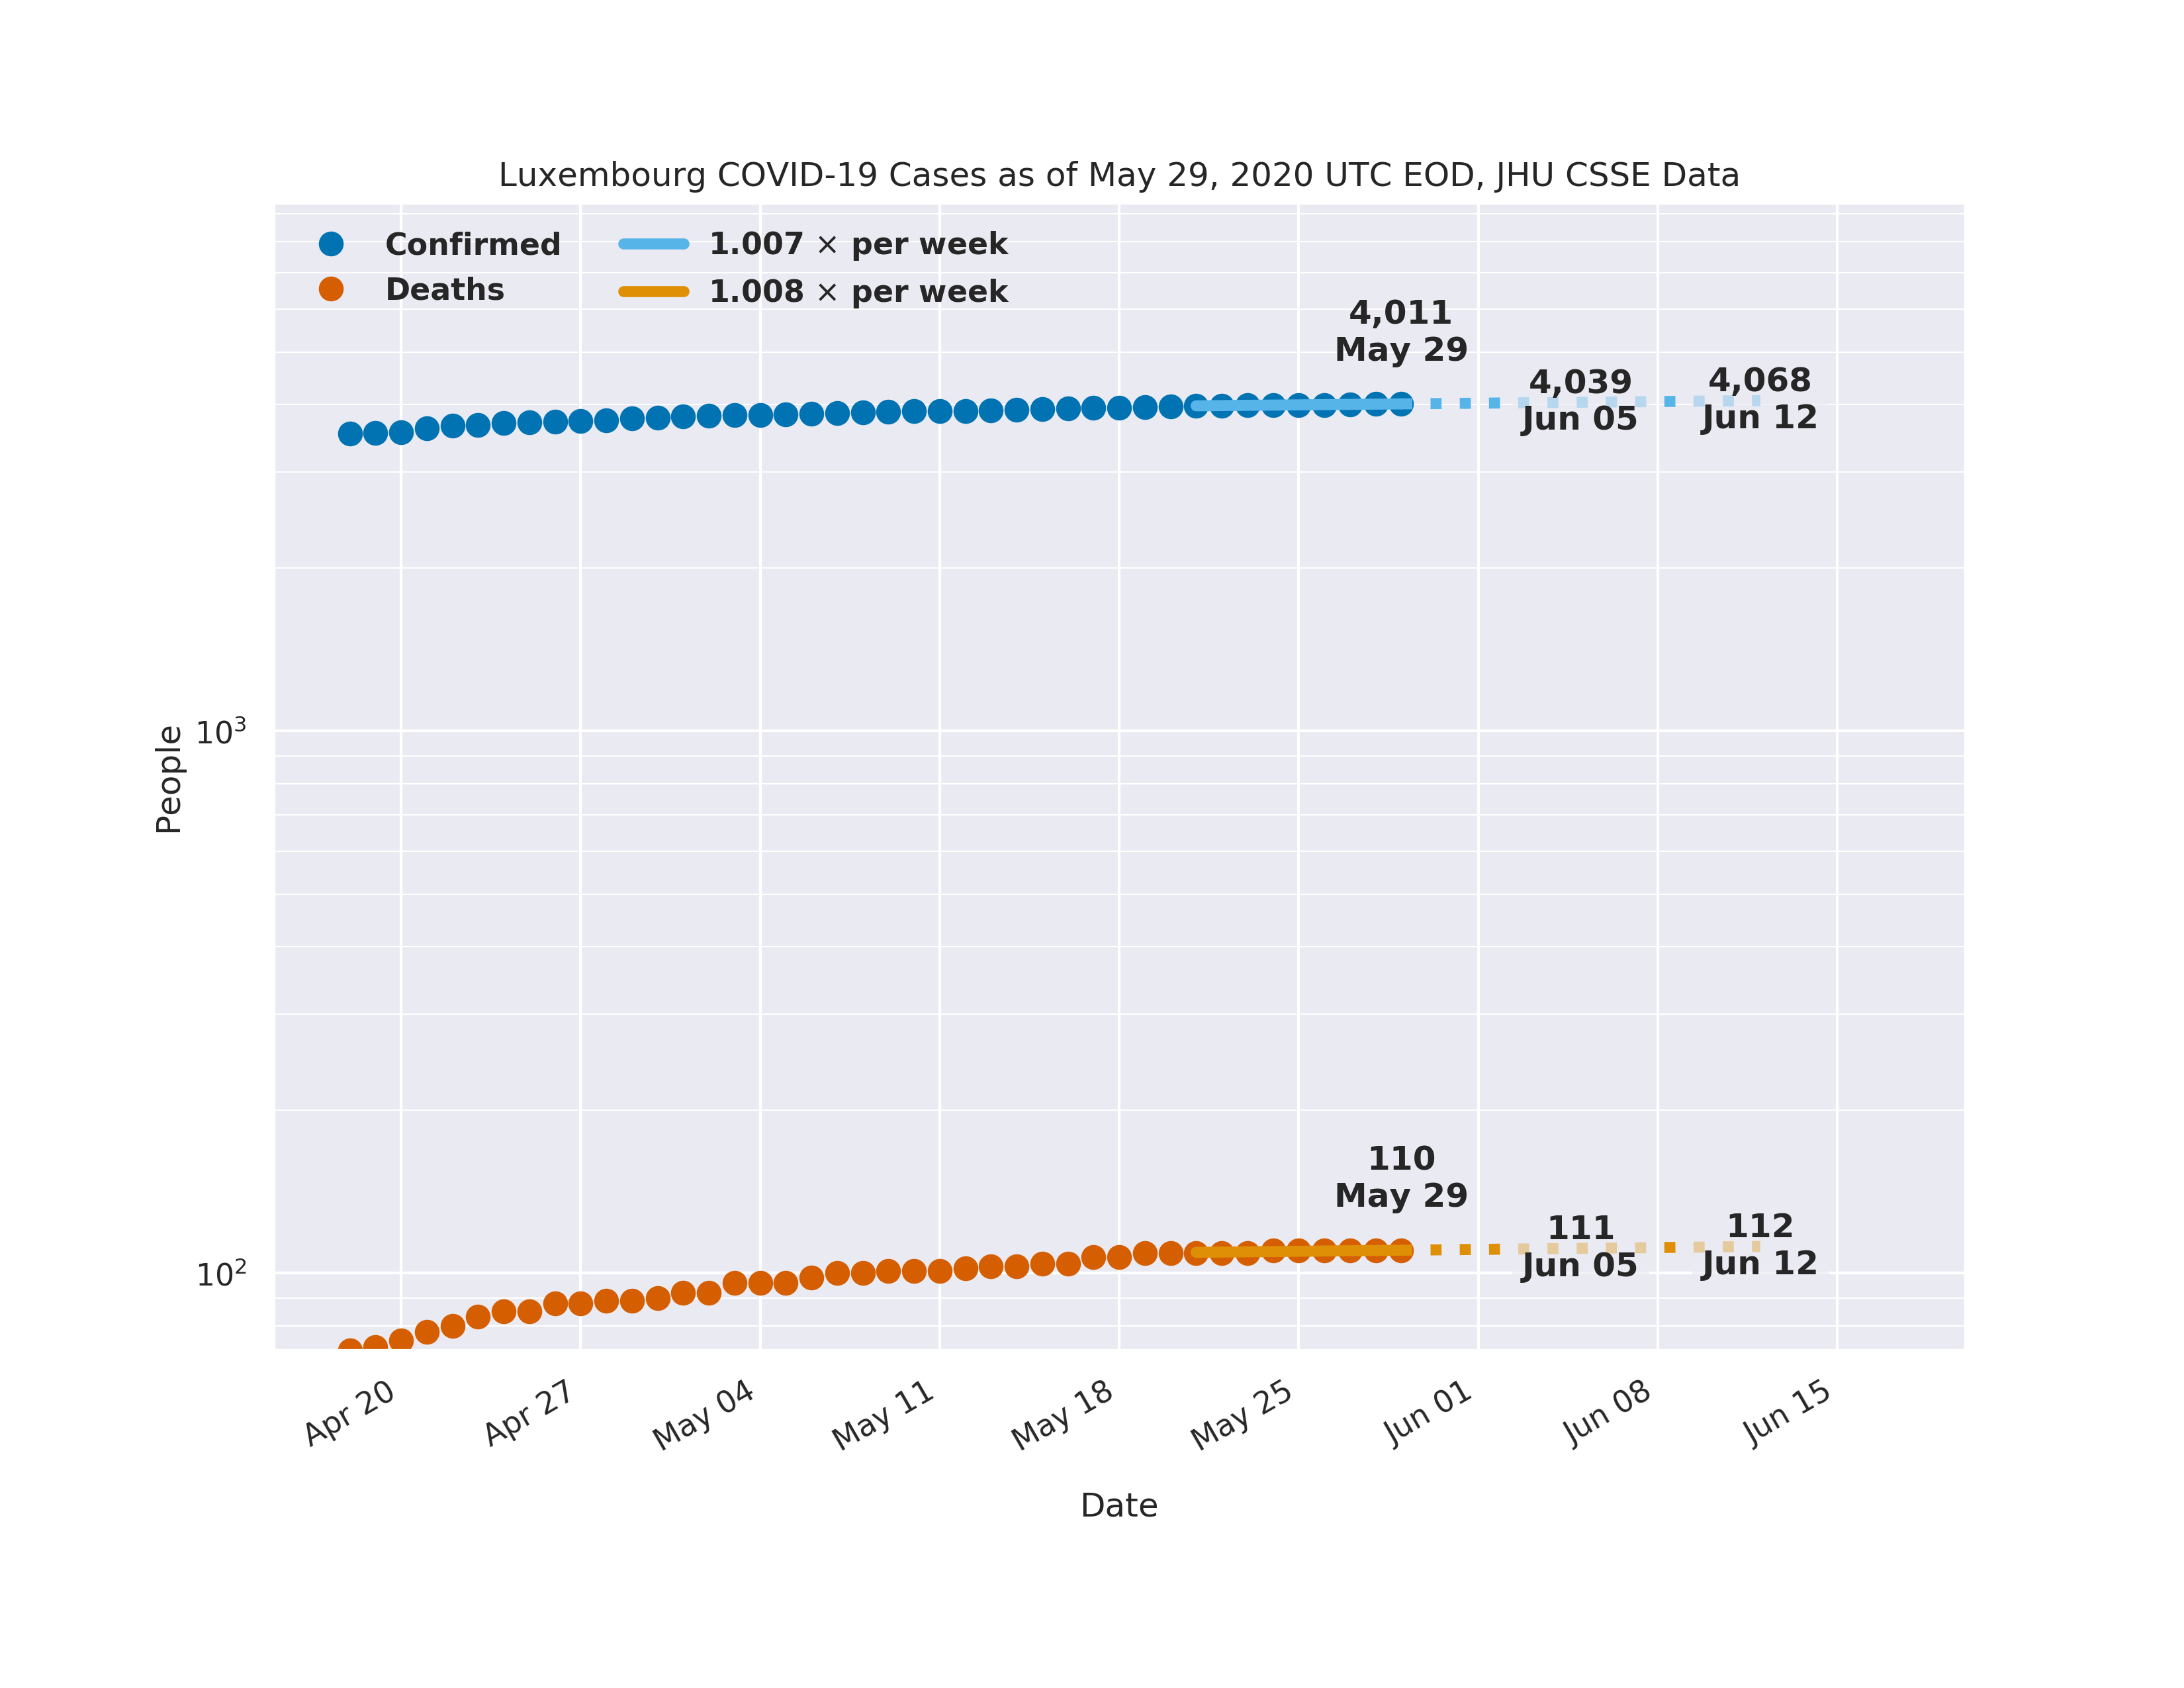 Luxembourg COVID-19 Cases as of May 29, 2020 UTC EOD, JHU CSSE Data
Confirmed
Deaths
1.007 × per week
1.008 × per week
4,011
May 29
4,039
Jun 05
4,068
Jun 12
People
10³
10²
110
May 29
111
Jun 05
112
Jun 12
Apr 20
Apr 27
May 04
May 11
May 18
May 25
Jun 01
Jun 08
Jun 15
Date